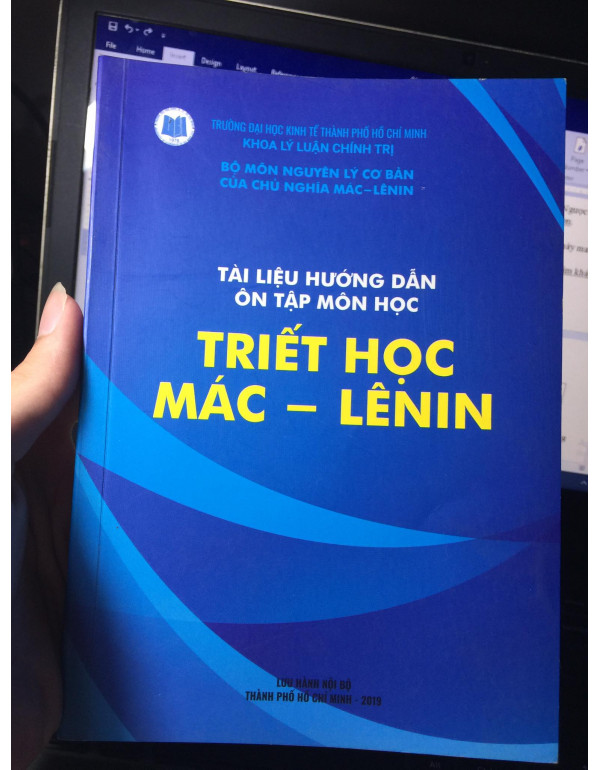 File Home Insert Design Layout
TRƯỜNG ĐẠI HỌC KINH TẾ THÀNH PHỐ HỒ CHÍ MINH
KHOA LÝ LUẬN CHÍNH TRỊ
BỘ MÔN NGUYÊN LÝ CƠ BẢN
CỦA CHỦ NGHĨA MÁC – LÊNIN
TÀI LIỆU HƯỚNG DẪN
ÔN TẬP MÔN HỌC
TRIẾT HỌC
MÁC – LÊNIN
LƯU HÀNH NỘI BỘ
THÀNH PHỐ HỒ CHÍ MINH - 2019